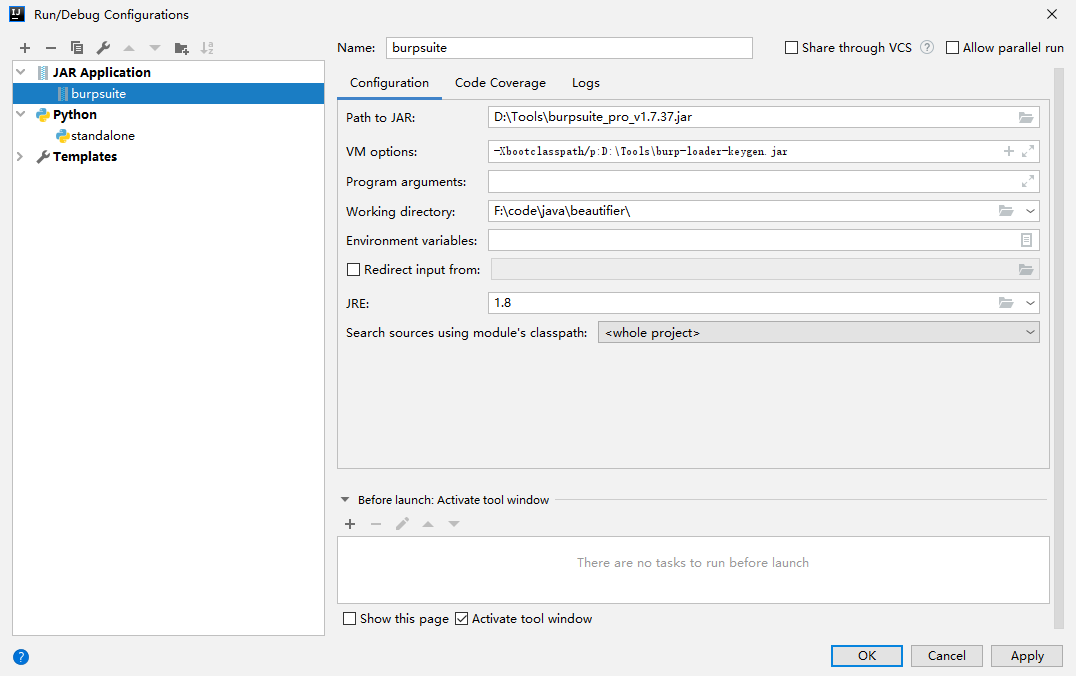 Run/Debug Configurations
Name: burpsuite Share through VCS ? Allow parallel run
JAR Application
burpsuite
Python
standalone
Templates
Configuration Code Coverage Logs
Path to JAR: D:\Tools\burpsuite_pro_v1.7.37.jar
VM options: -Xbootclasspath/p:D:\Tools\burp-loader-keygen.jar
Program arguments:
Working directory: F:\code\java\beautifier\
Environment variables:
Redirect input from:
JRE: 1.8
Search sources using module's classpath: <whole project>
Before launch: Activate tool window
There are no tasks to run before launch
Show this page Activate tool window
? OK Cancel Apply